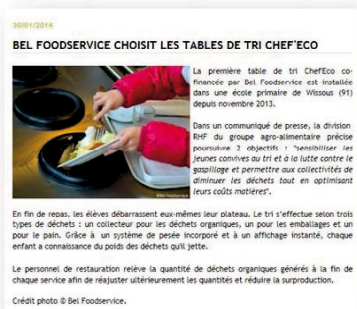 30/01/2014
BEL FOODSERVICE CHOISIT LES TABLES DE TRI CHEF'ECO
La première table de tri Chef'Eco co-
financée par Bel Foodservice est installée
dans une école primaire de Wissous (91)
depuis novembre 2013.
Dans un communiqué de presse, la division
RHF du groupe agro-alimentaire précise
poursuivre 2 objectifs : "sensibiliser les
jeunes convives au tri et à la lutte contre le
gaspillage et permettre aux collectivités de
diminuer les déchets tout en optimisant
leurs coûts matières".
En fin de repas, les élèves débarrassent eux-mêmes leur plateau. Le tri s'effectue selon trois
types de déchets : un collecteur pour les déchets organiques, un pour les emballages et un
pour le pain. Grâce à un système de pesée incorporé et à un affichage instantané, chaque
enfant a connaissance du poids des déchets qu'il jette.
Le personnel de restauration relève la quantité de déchets organiques générés à la fin de
chaque service afin de réajuster ultérieurement les quantités et réduire la surproduction.
Crédit photo © Bel Foodservice.